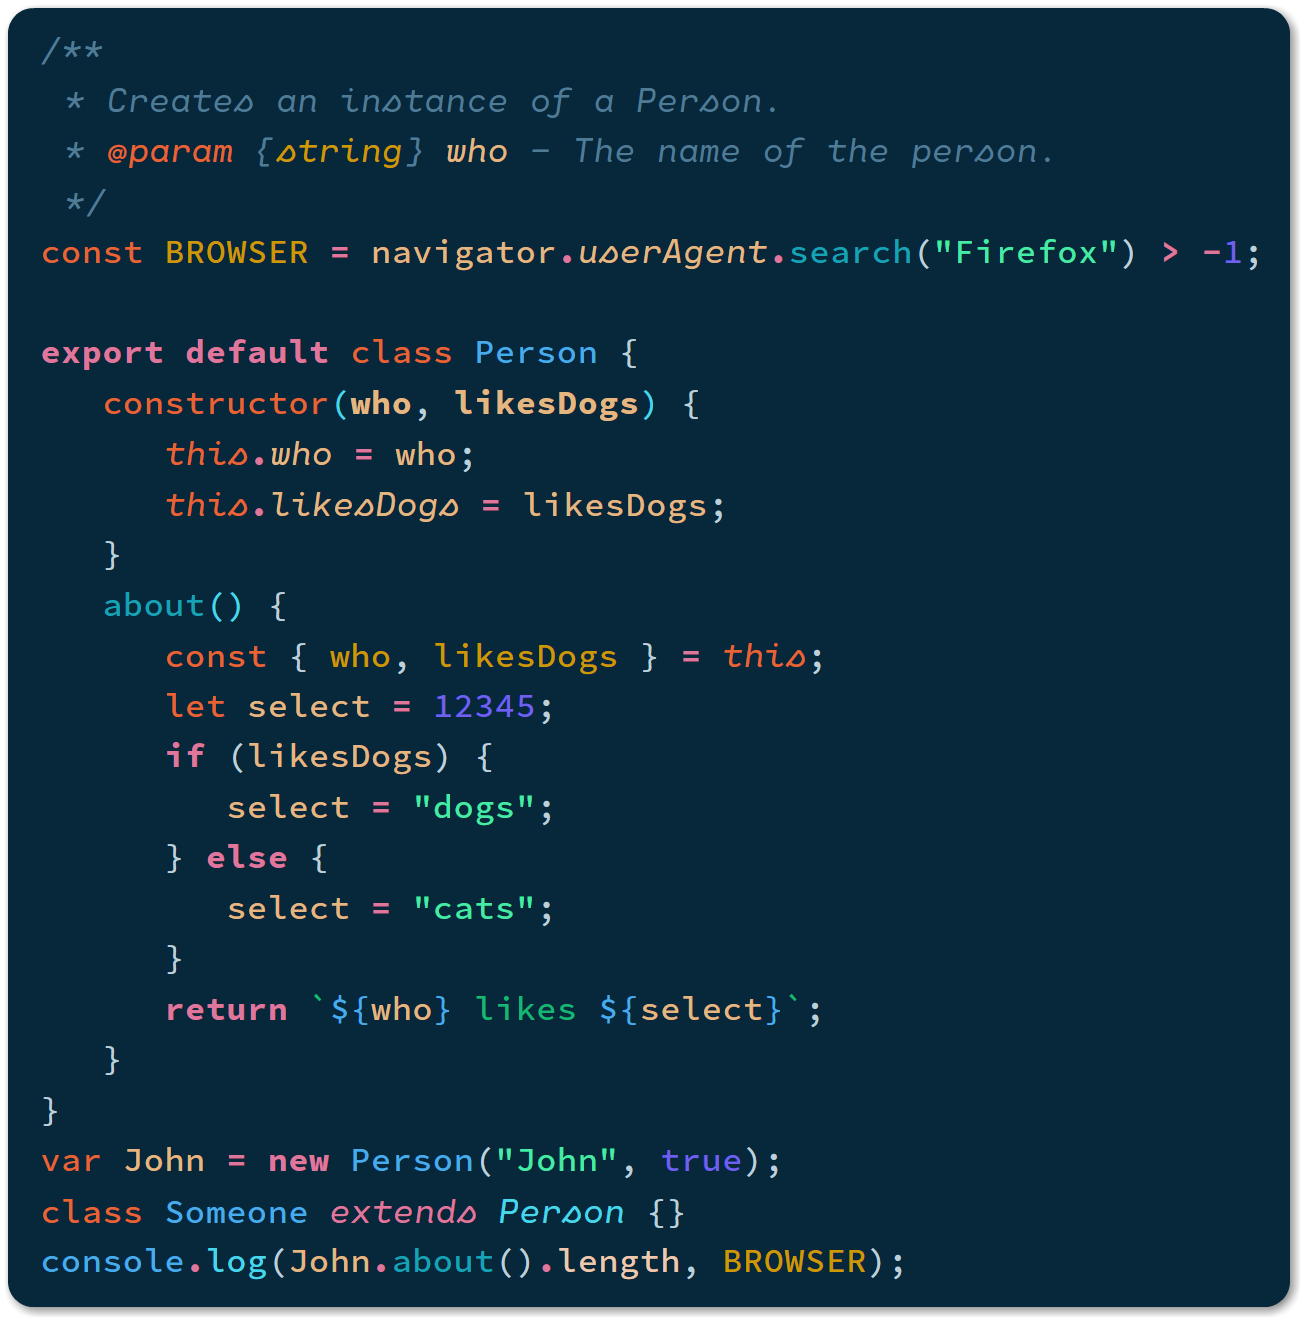 /**
 * Creates an instance of a Person.
 * @param {string} who - The name of the person.
 */
const BROWSER = navigator.userAgent.search("Firefox") > -1;

export default class Person {
   constructor(who, likesDogs) {
      this.who = who;
      this.likesDogs = likesDogs;
   }
   about() {
      const { who, likesDogs } = this;
      let select = 12345;
      if (likesDogs) {
         select = "dogs";
      } else {
         select = "cats";
      }
      return `${who} likes ${select}`;
   }
}
var John = new Person("John", true);
class Someone extends Person {}
console.log(John.about().length, BROWSER);